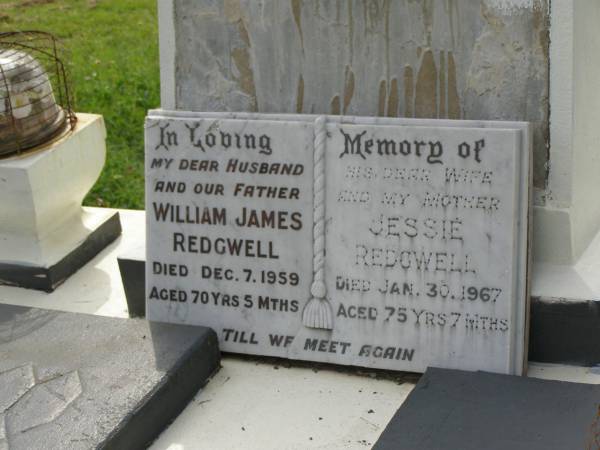 In Loving
MY DEAR HUSBAND
AND OUR FATHER
WILLIAM JAMES
REDGWELL
DIED DEC. 7. 1959
AGED 70 YRS 5 MTHS
Memory of
HIS DEAR WIFE
AND MY MOTHER
JESSIE
REDGWELL
DIED JAN. 30. 1967
AGED 75 YRS 7 MTHS
TILL WE MEET AGAIN